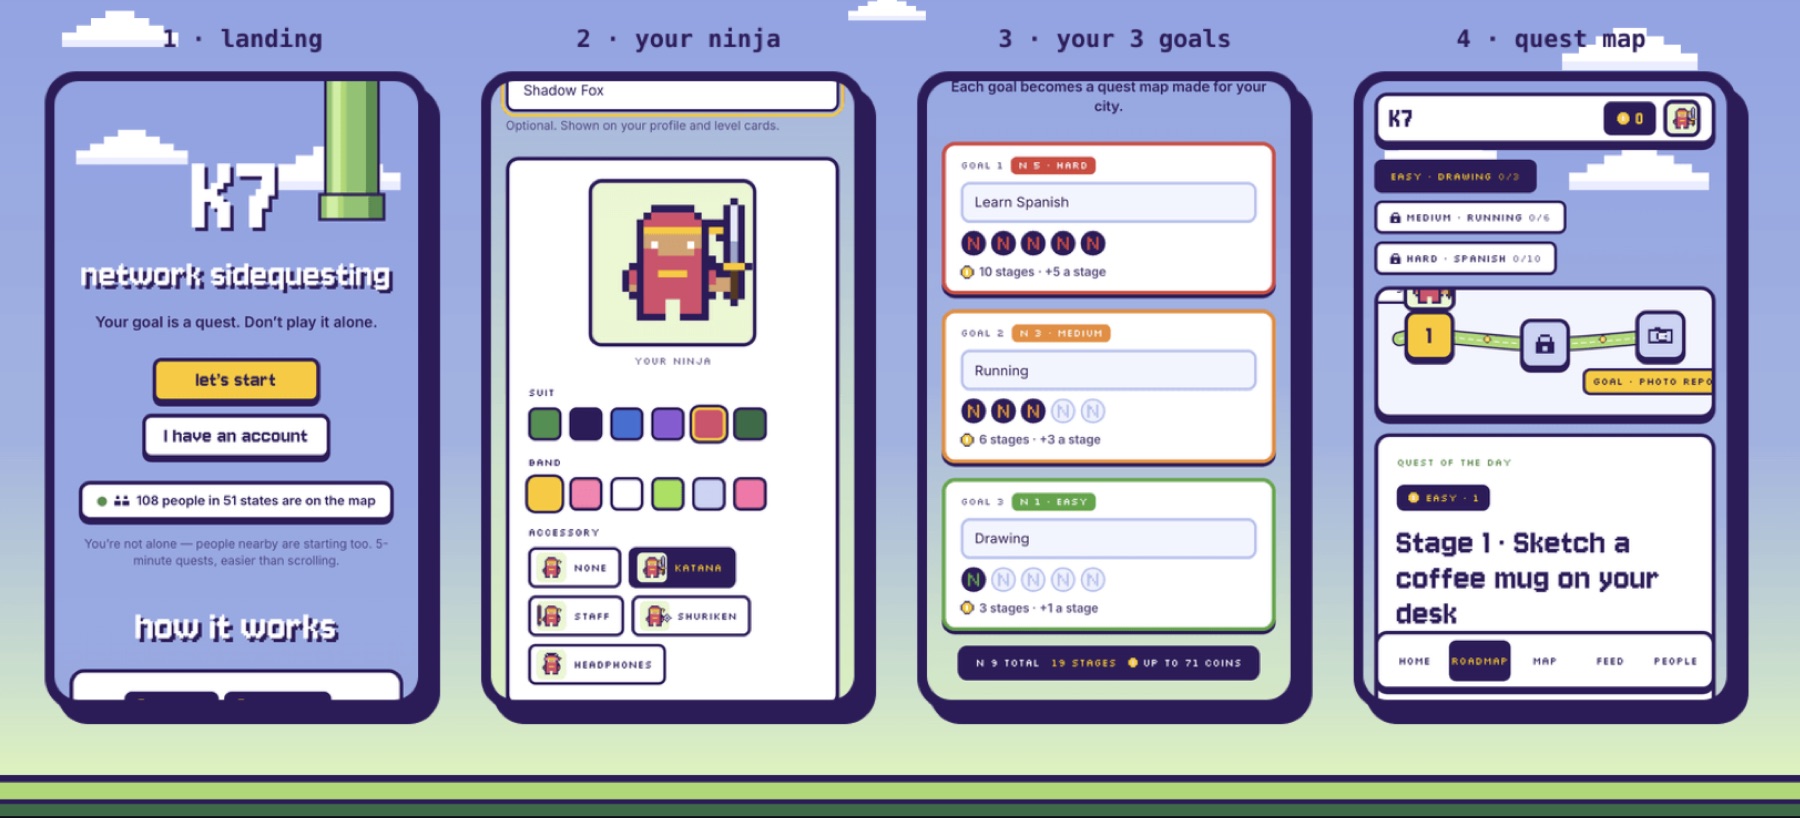 1 · landing
K7
network sidequesting
Your goal is a quest. Don't play it alone.
let's start
I have an account
108 people in 51 states are on the map
You're not alone — people nearby are starting too. 5-
minute quests, easier than scrolling.
how it works
2 · your ninja
Shadow Fox
Optional. Shown on your profile and level cards.
YOUR NINJA
SUIT
BAND
ACCESSORY
NONE
KATANA
STAFF
SHURIKEN
HEADPHONES
3 · your 3 goals
Each goal becomes a quest map made for your
city.
GOAL 1 N 5 · HARD
Learn Spanish
N N N N N
10 stages · +5 a stage
GOAL 2 N 3 · MEDIUM
Running
N N N N N
6 stages · +3 a stage
GOAL 3 N 1 · EASY
Drawing
N N N N N
3 stages · +1 a stage
N 9 TOTAL 19 STAGES UP TO 71 COINS
4 · quest map
K7 0
EASY · DRAWING 0/3
MEDIUM · RUNNING 0/6
HARD · SPANISH 0/10
1
GOAL · PHOTO REPO
QUEST OF THE DAY
EASY · 1
Stage 1 · Sketch a
coffee mug on your
desk
HOME ROADMAP MAP FEED PEOPLE